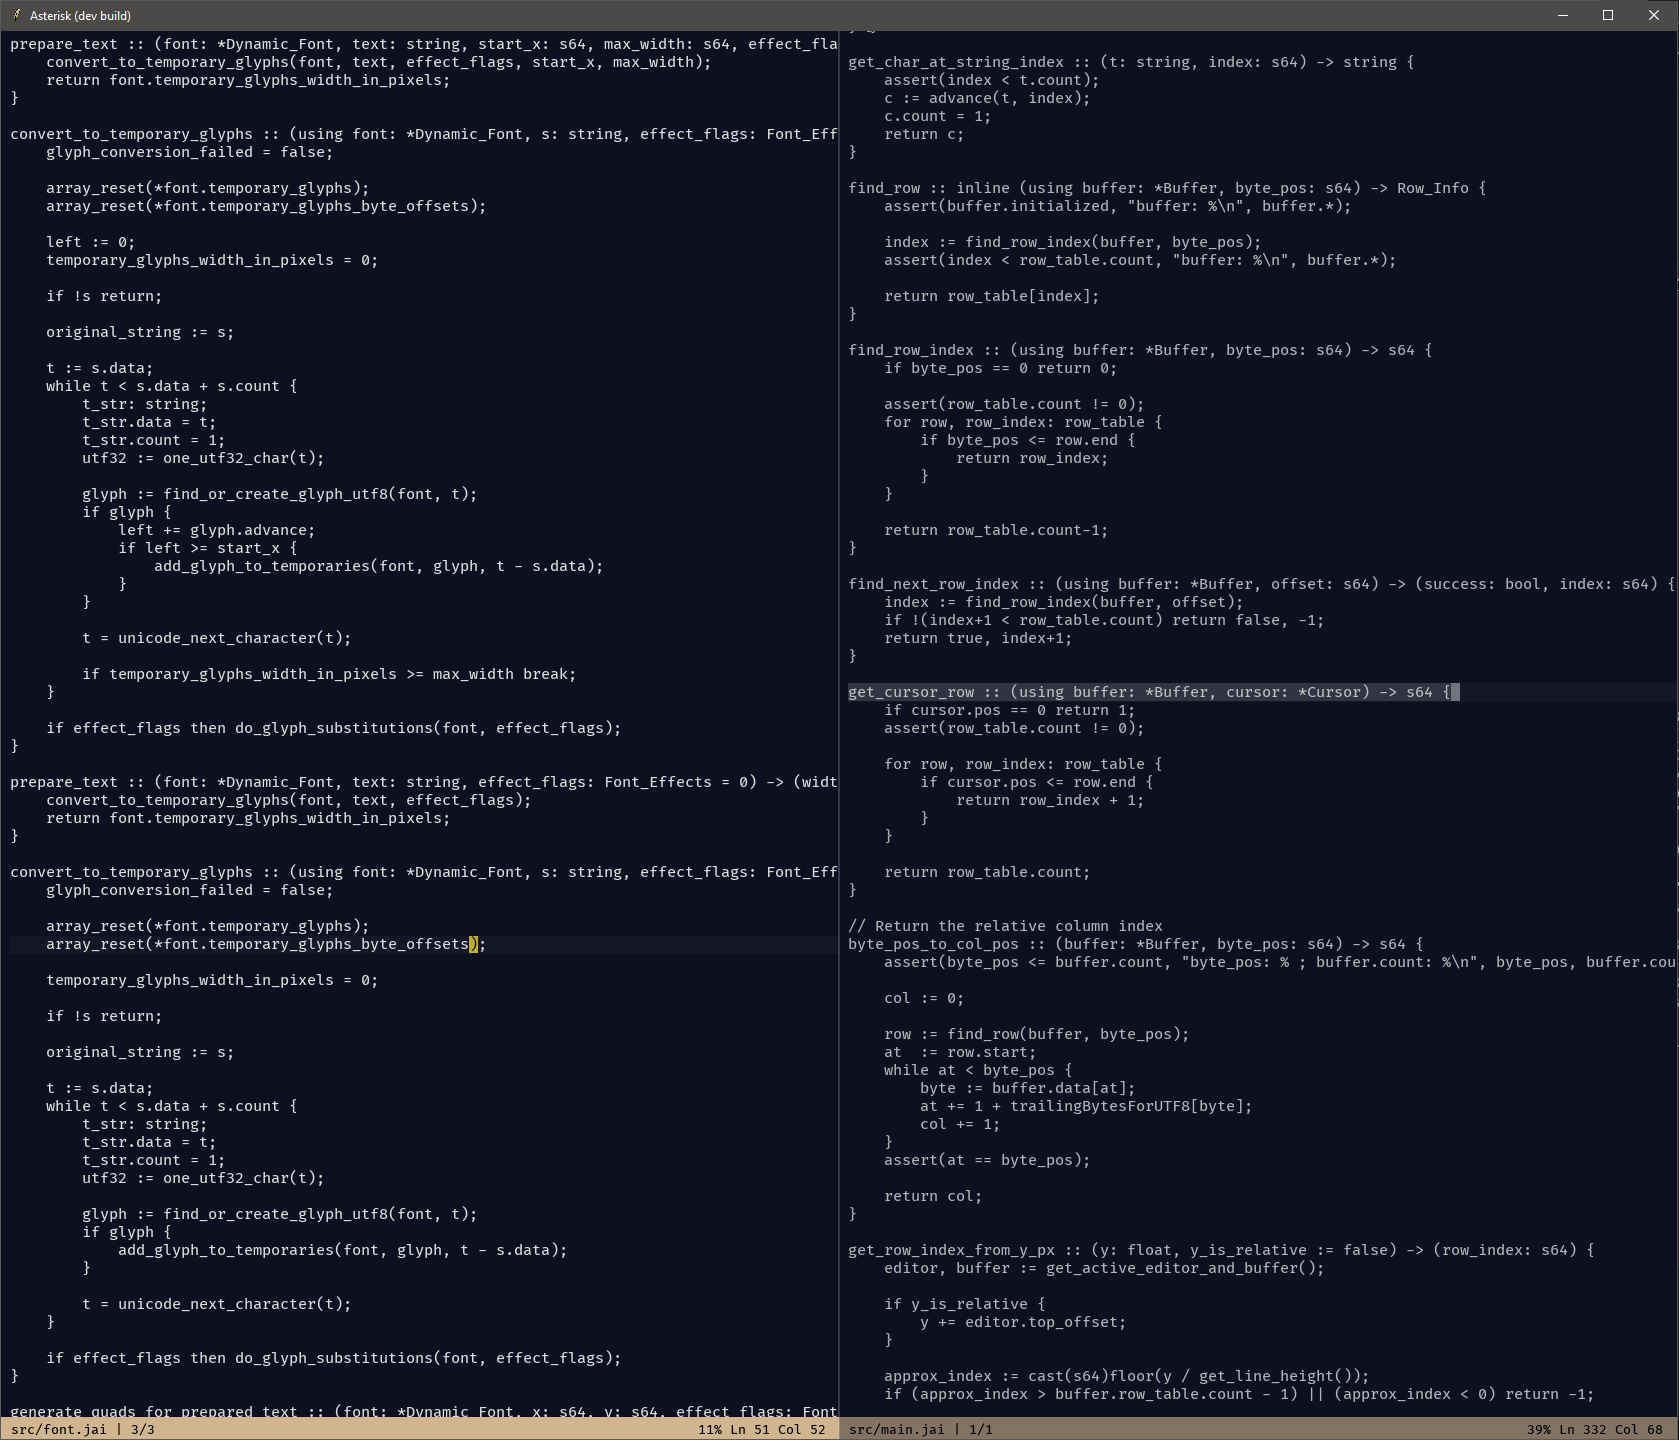 Asterisk (dev build)
prepare_text :: (font: *Dynamic_Font, text: string, start_x: s64, max_width: s64, effect_fla
    convert_to_temporary_glyphs(font, text, effect_flags, start_x, max_width);
    return font.temporary_glyphs_width_in_pixels;
}
convert_to_temporary_glyphs :: (using font: *Dynamic_Font, s: string, effect_flags: Font_Eff
    glyph_conversion_failed = false;
    array_reset(*font.temporary_glyphs);
    array_reset(*font.temporary_glyphs_byte_offsets);
    left := 0;
    temporary_glyphs_width_in_pixels = 0;
    if !s return;
    original_string := s;
    t := s.data;
    while t < s.data + s.count {
        t_str: string;
        t_str.data = t;
        t_str.count = 1;
        utf32 := one_utf32_char(t);
        glyph := find_or_create_glyph_utf8(font, t);
        if glyph {
            left += glyph.advance;
            if left >= start_x {
                add_glyph_to_temporaries(font, glyph, t - s.data);
            }
        }
        t = unicode_next_character(t);
        if temporary_glyphs_width_in_pixels >= max_width break;
    }
    if effect_flags then do_glyph_substitutions(font, effect_flags);
}
prepare_text :: (font: *Dynamic_Font, text: string, effect_flags: Font_Effects = 0) -> (widt
    convert_to_temporary_glyphs(font, text, effect_flags);
    return font.temporary_glyphs_width_in_pixels;
}
convert_to_temporary_glyphs :: (using font: *Dynamic_Font, s: string, effect_flags: Font_Eff
    glyph_conversion_failed = false;
    array_reset(*font.temporary_glyphs);
    array_reset(*font.temporary_glyphs_byte_offsets);
    temporary_glyphs_width_in_pixels = 0;
    if !s return;
    original_string := s;
    t := s.data;
    while t < s.data + s.count {
        t_str: string;
        t_str.data = t;
        t_str.count = 1;
        utf32 := one_utf32_char(t);
        glyph := find_or_create_glyph_utf8(font, t);
        if glyph {
            add_glyph_to_temporaries(font, glyph, t - s.data);
        }
        t = unicode_next_character(t);
    }
    if effect_flags then do_glyph_substitutions(font, effect_flags);
}
generate_quads_for_prepared_text :: (font: *Dynamic_Font, x: s64, y: s64, effect_flags: Font
src/font.jai | 3/3
11% Ln 51 Col 52
get_char_at_string_index :: (t: string, index: s64) -> string {
    assert(index < t.count);
    c := advance(t, index);
    c.count = 1;
    return c;
}
find_row :: inline (using buffer: *Buffer, byte_pos: s64) -> Row_Info {
    assert(buffer.initialized, "buffer: %\n", buffer.*);
    index := find_row_index(buffer, byte_pos);
    assert(index < row_table.count, "buffer: %\n", buffer.*);
    return row_table[index];
}
find_row_index :: (using buffer: *Buffer, byte_pos: s64) -> s64 {
    if byte_pos == 0 return 0;
    assert(row_table.count != 0);
    for row, row_index: row_table {
        if byte_pos <= row.end {
            return row_index;
        }
    }
    return row_table.count-1;
}
find_next_row_index :: (using buffer: *Buffer, offset: s64) -> (success: bool, index: s64) {
    index := find_row_index(buffer, offset);
    if !(index+1 < row_table.count) return false, -1;
    return true, index+1;
}
get_cursor_row :: (using buffer: *Buffer, cursor: *Cursor) -> s64 {
    if cursor.pos == 0 return 1;
    assert(row_table.count != 0);
    for row, row_index: row_table {
        if cursor.pos <= row.end {
            return row_index + 1;
        }
    }
    return row_table.count;
}
// Return the relative column index
byte_pos_to_col_pos :: (buffer: *Buffer, byte_pos: s64) -> s64 {
    assert(byte_pos <= buffer.count, "byte_pos: % ; buffer.count: %\n", byte_pos, buffer.cou
    col := 0;
    row := find_row(buffer, byte_pos);
    at  := row.start;
    while at < byte_pos {
        byte := buffer.data[at];
        at += 1 + trailingBytesForUTF8[byte];
        col += 1;
    }
    assert(at == byte_pos);
    return col;
}
get_row_index_from_y_px :: (y: float, y_is_relative := false) -> (row_index: s64) {
    editor, buffer := get_active_editor_and_buffer();
    if y_is_relative {
        y += editor.top_offset;
    }
    approx_index := cast(s64)floor(y / get_line_height());
    if (approx_index > buffer.row_table.count - 1) || (approx_index < 0) return -1;
src/main.jai | 1/1
39% Ln 332 Col 68